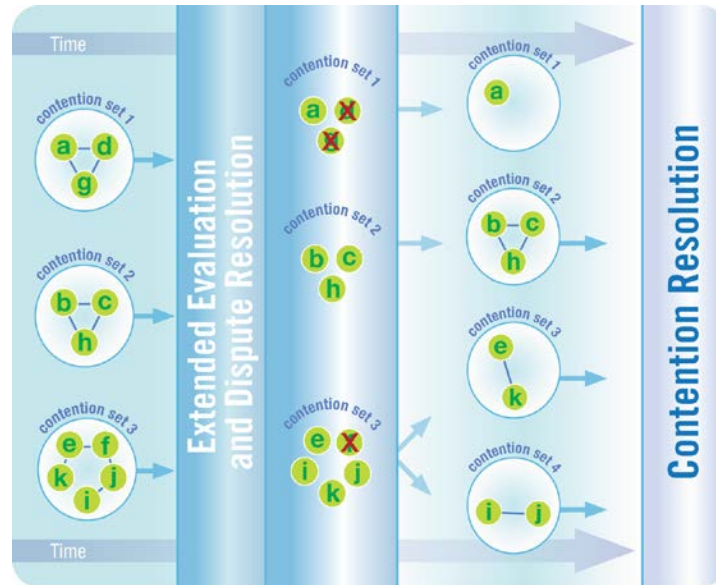 Time
contention set 1
a
d
g
contention set 2
b
c
h
contention set 3
e
f
k
j
i
Time
Extended Evaluation
and Dispute Resolution
contention set 1
a
contention set 2
b
c
h
contention set 3
e
i
j
k
contention set 1
a
contention set 2
b
c
h
contention set 3
e
k
contention set 4
i
j
Contention Resolution